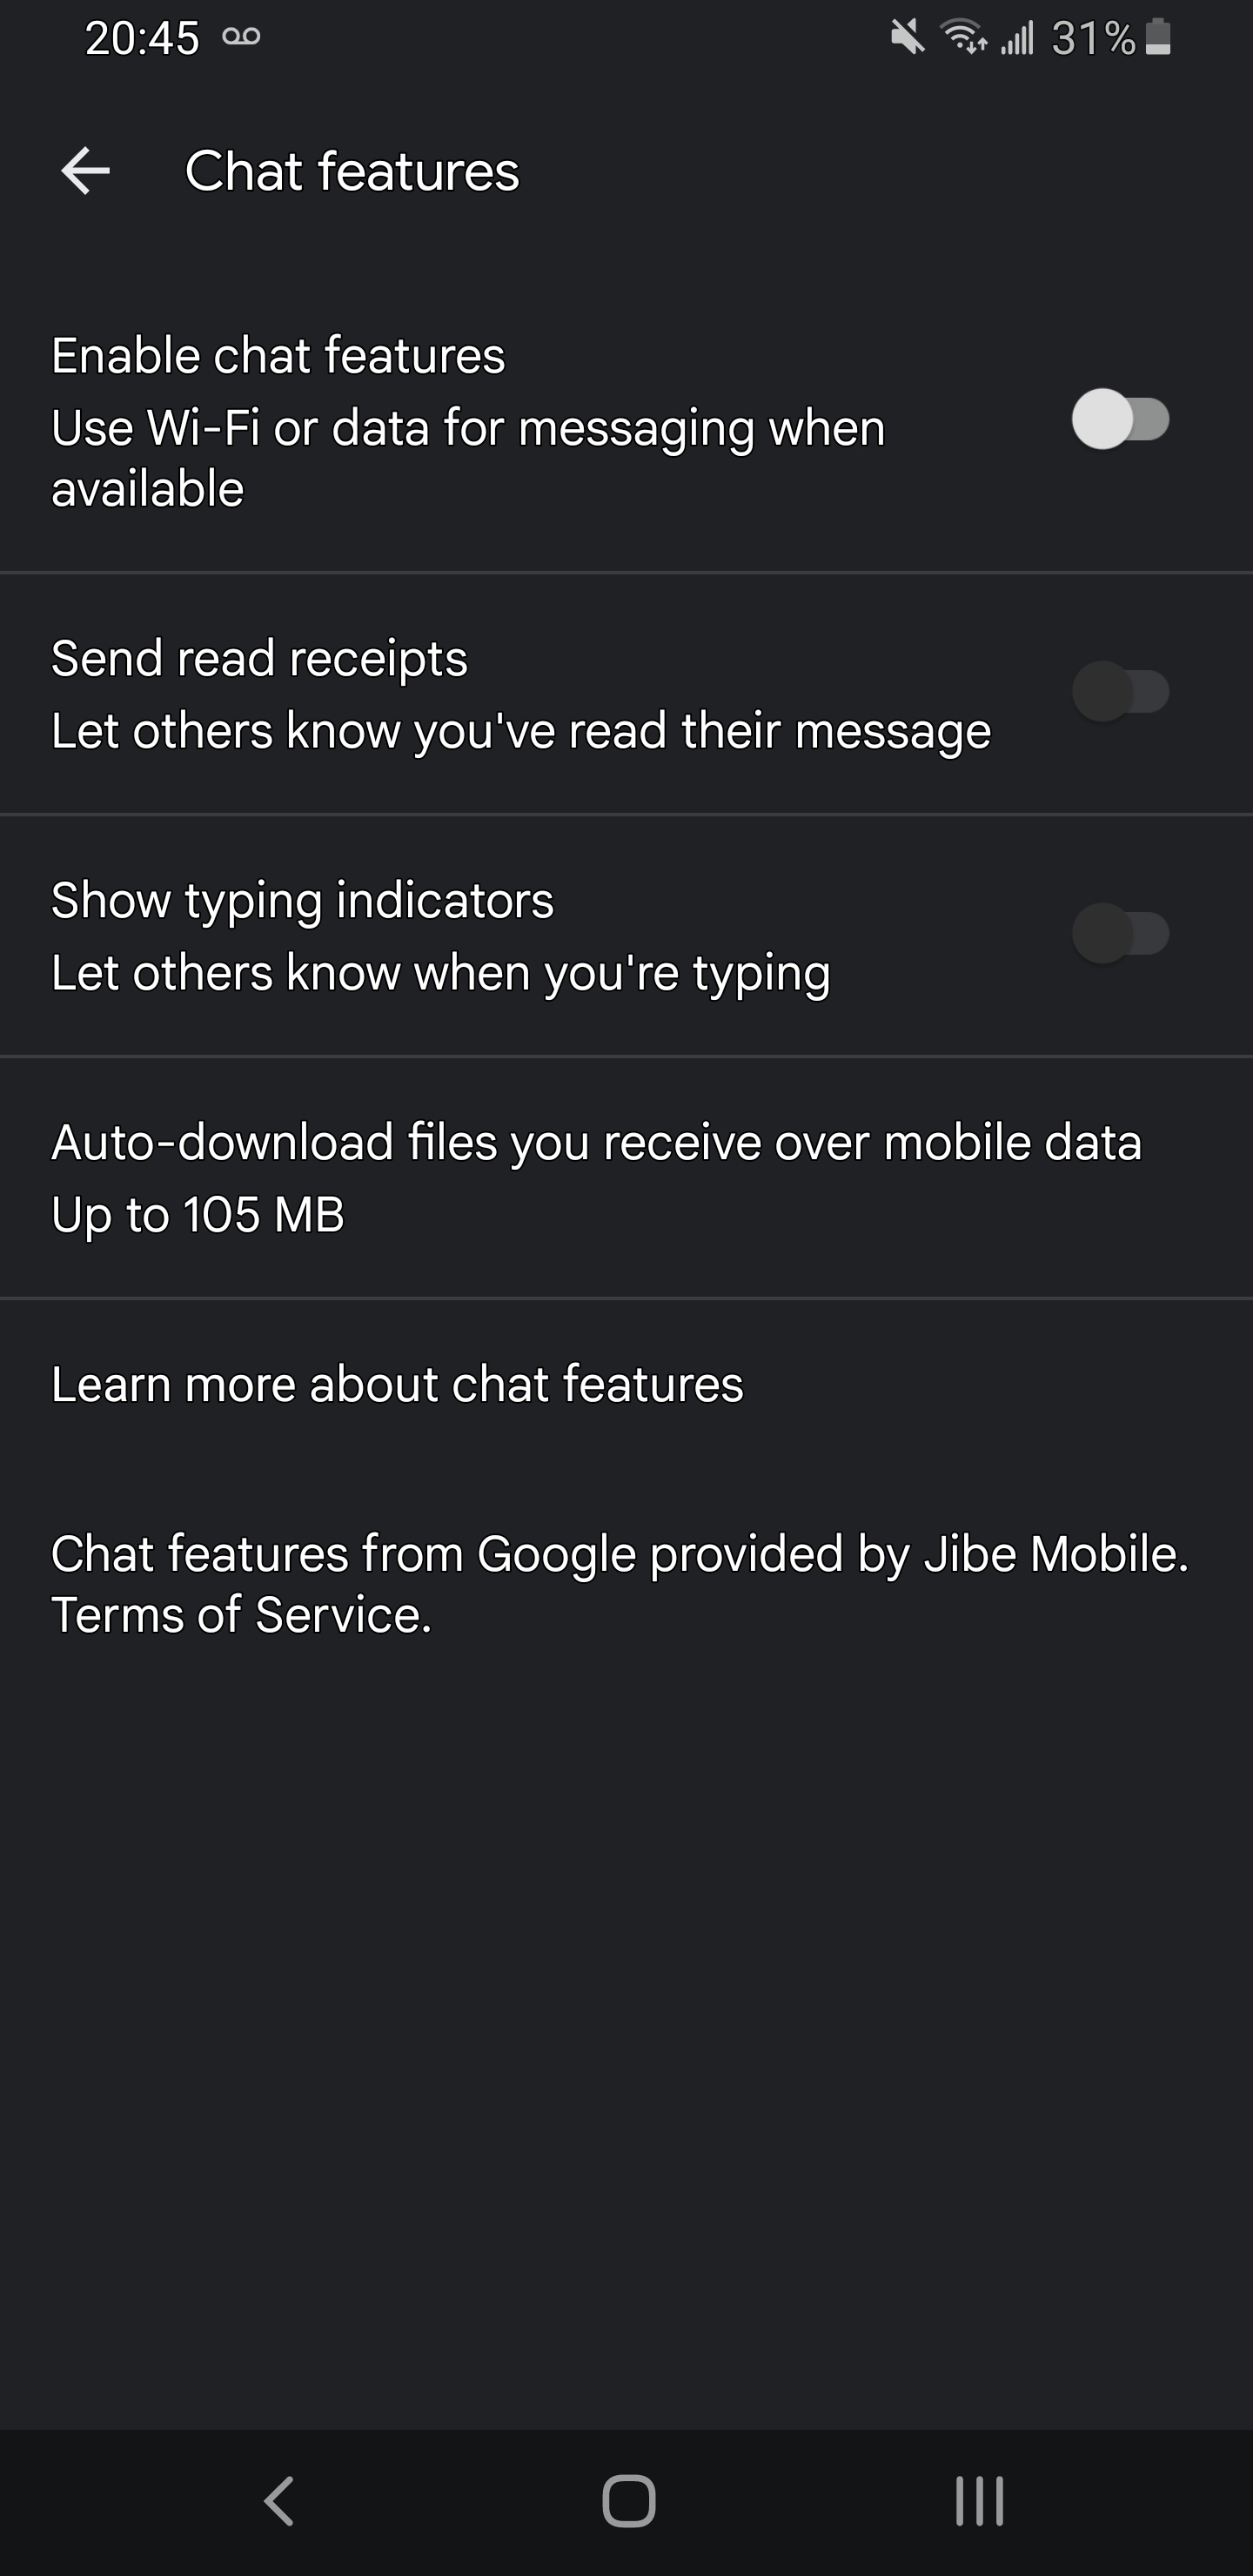 20:45
31%
Chat features
Enable chat features
Use Wi-Fi or data for messaging when
available
Send read receipts
Let others know you've read their message
Show typing indicators
Let others know when you're typing
Auto-download files you receive over mobile data
Up to 105 MB
Learn more about chat features
Chat features from Google provided by Jibe Mobile.
Terms of Service.